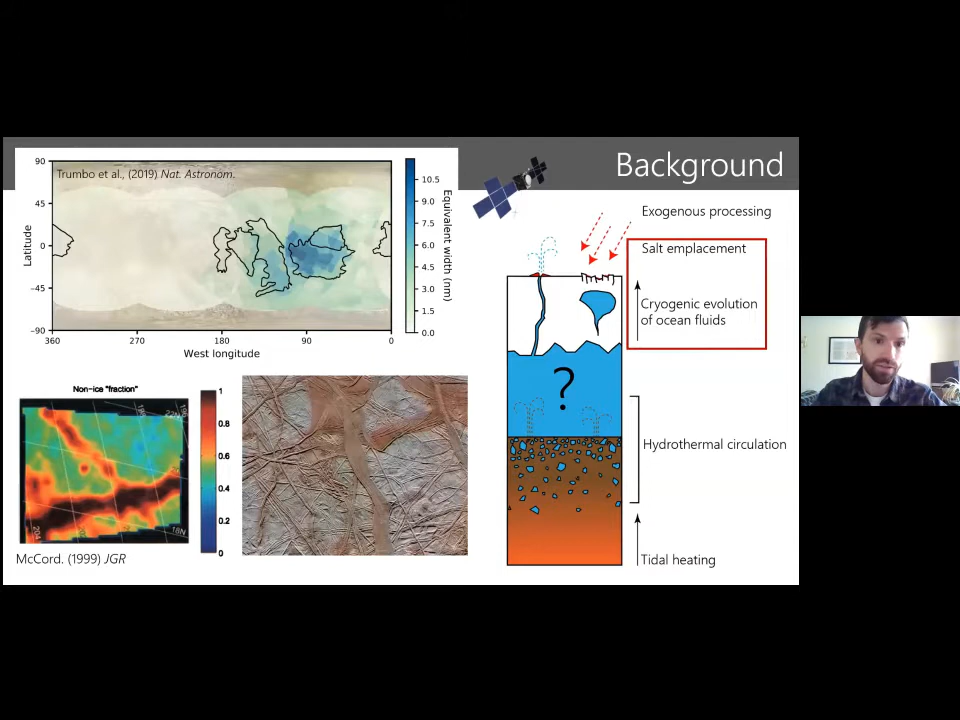 Background
Trumbo et al., (2019) Nat. Astronom.
90
45
0
−45
−90
Latitude
360
270
180
90
0
West longitude
10.5
9.0
7.5
6.0
4.5
3.0
1.5
0.0
Equivalent width (nm)
Non-ice "fraction"
22N
18N
204
1
0.8
0.6
0.4
0.2
0
McCord. (1999) JGR
Exogenous processing
Salt emplacement
Cryogenic evolution
of ocean fluids
?
Hydrothermal circulation
Tidal heating